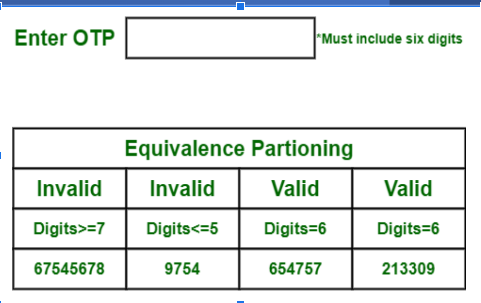 Enter OTP *Must include six digits
Equivalence Partioning
Invalid Invalid Valid Valid
Digits>=7 Digits<=5 Digits=6 Digits=6
67545678 9754 654757 213309